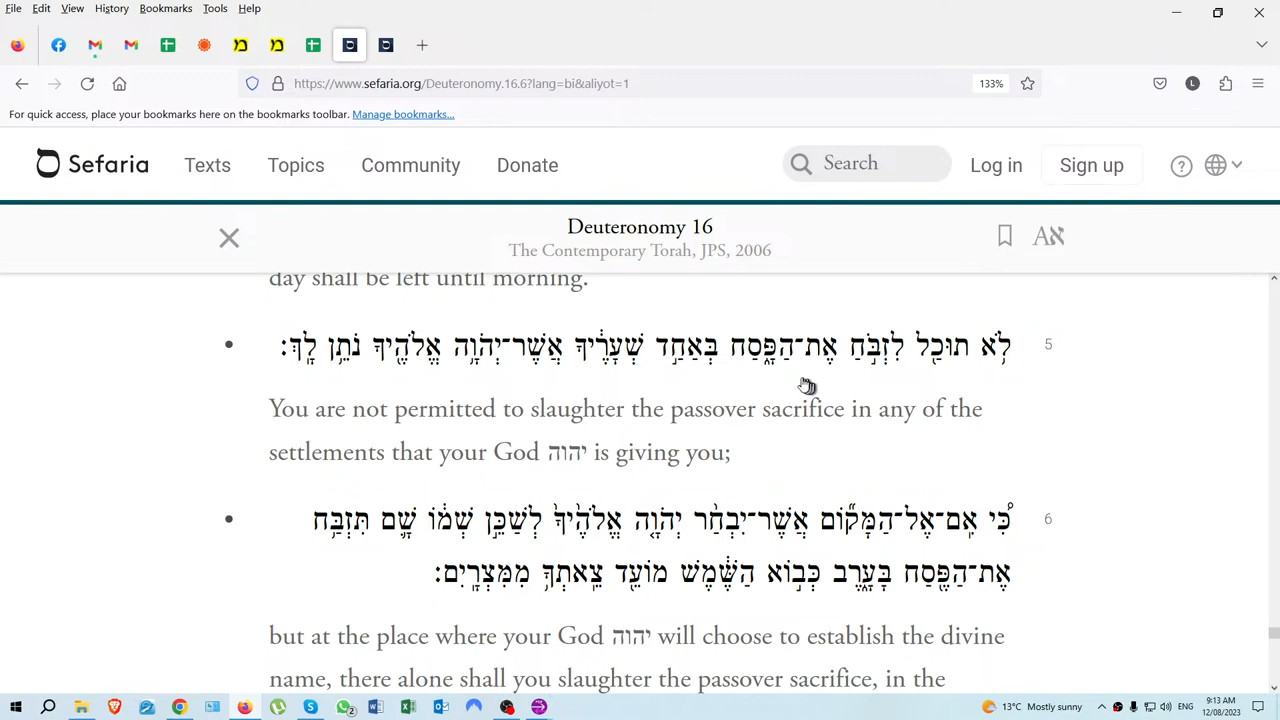 File Edit View History Bookmarks Tools Help
https://www.sefaria.org/Deuteronomy.16.6?lang=bi&aliyot=1
133%
For quick access, place your bookmarks here on the bookmarks toolbar. Manage bookmarks...
Sefaria Texts Topics Community Donate Search Log in Sign up
Deuteronomy 16
The Contemporary Torah, JPS, 2006
day shall be left until morning.
לֹ֥א תוּכַ֖ל לִזְבֹּ֣חַ אֶת־הַפָּ֑סַח בְּאַחַ֣ד שְׁעָרֶ֔יךָ אֲשֶׁר־יְהֹוָ֥ה אֱלֹהֶ֖יךָ נֹתֵ֥ן לָֽךְ׃ 5
You are not permitted to slaughter the passover sacrifice in any of the
settlements that your God יהוה is giving you;
כִּ֠י אִֽם־אֶל־הַמָּק֞וֹם אֲשֶׁר־יִבְחַ֨ר יְהֹוָ֤ה אֱלֹהֶ֙יךָ֙ לְשַׁכֵּ֣ן שְׁמ֔וֹ שָׁ֛ם תִּזְבַּ֥ח 6
אֶת־הַפֶּ֖סַח בָּעָ֑רֶב כְּב֣וֹא הַשֶּׁ֔מֶשׁ מוֹעֵ֖ד צֵֽאתְךָ֥ מִמִּצְרָֽיִם׃
but at the place where your God יהוה will choose to establish the divine
name, there alone shall you slaughter the passover sacrifice, in the
13°C Mostly sunny ENG 9:13 AM
12/08/2023